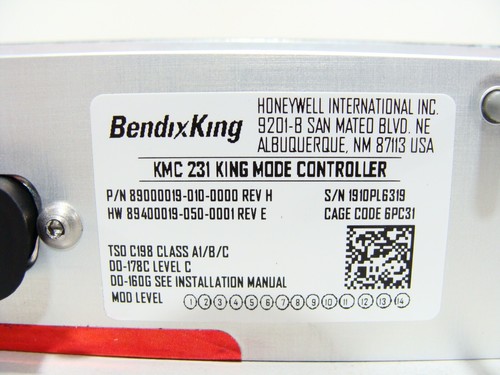 BendixKing
HONEYWELL INTERNATIONAL INC.
9201-B SAN MATEO BLVD. NE
ALBUQUERQUE, NM 87113 USA
KMC 231 KING MODE CONTROLLER
P/N 89000019-010-0000 REV H
S/N 1910PL6319
HW 89400019-050-0001 REV E
CAGE CODE 6PC31
TSO C198 CLASS A1/B/C
DO-178C LEVEL C
DO-160G SEE INSTALLATION MANUAL
MOD LEVEL 1 2 3 4 5 6 7 8 9 10 11 12 13 14